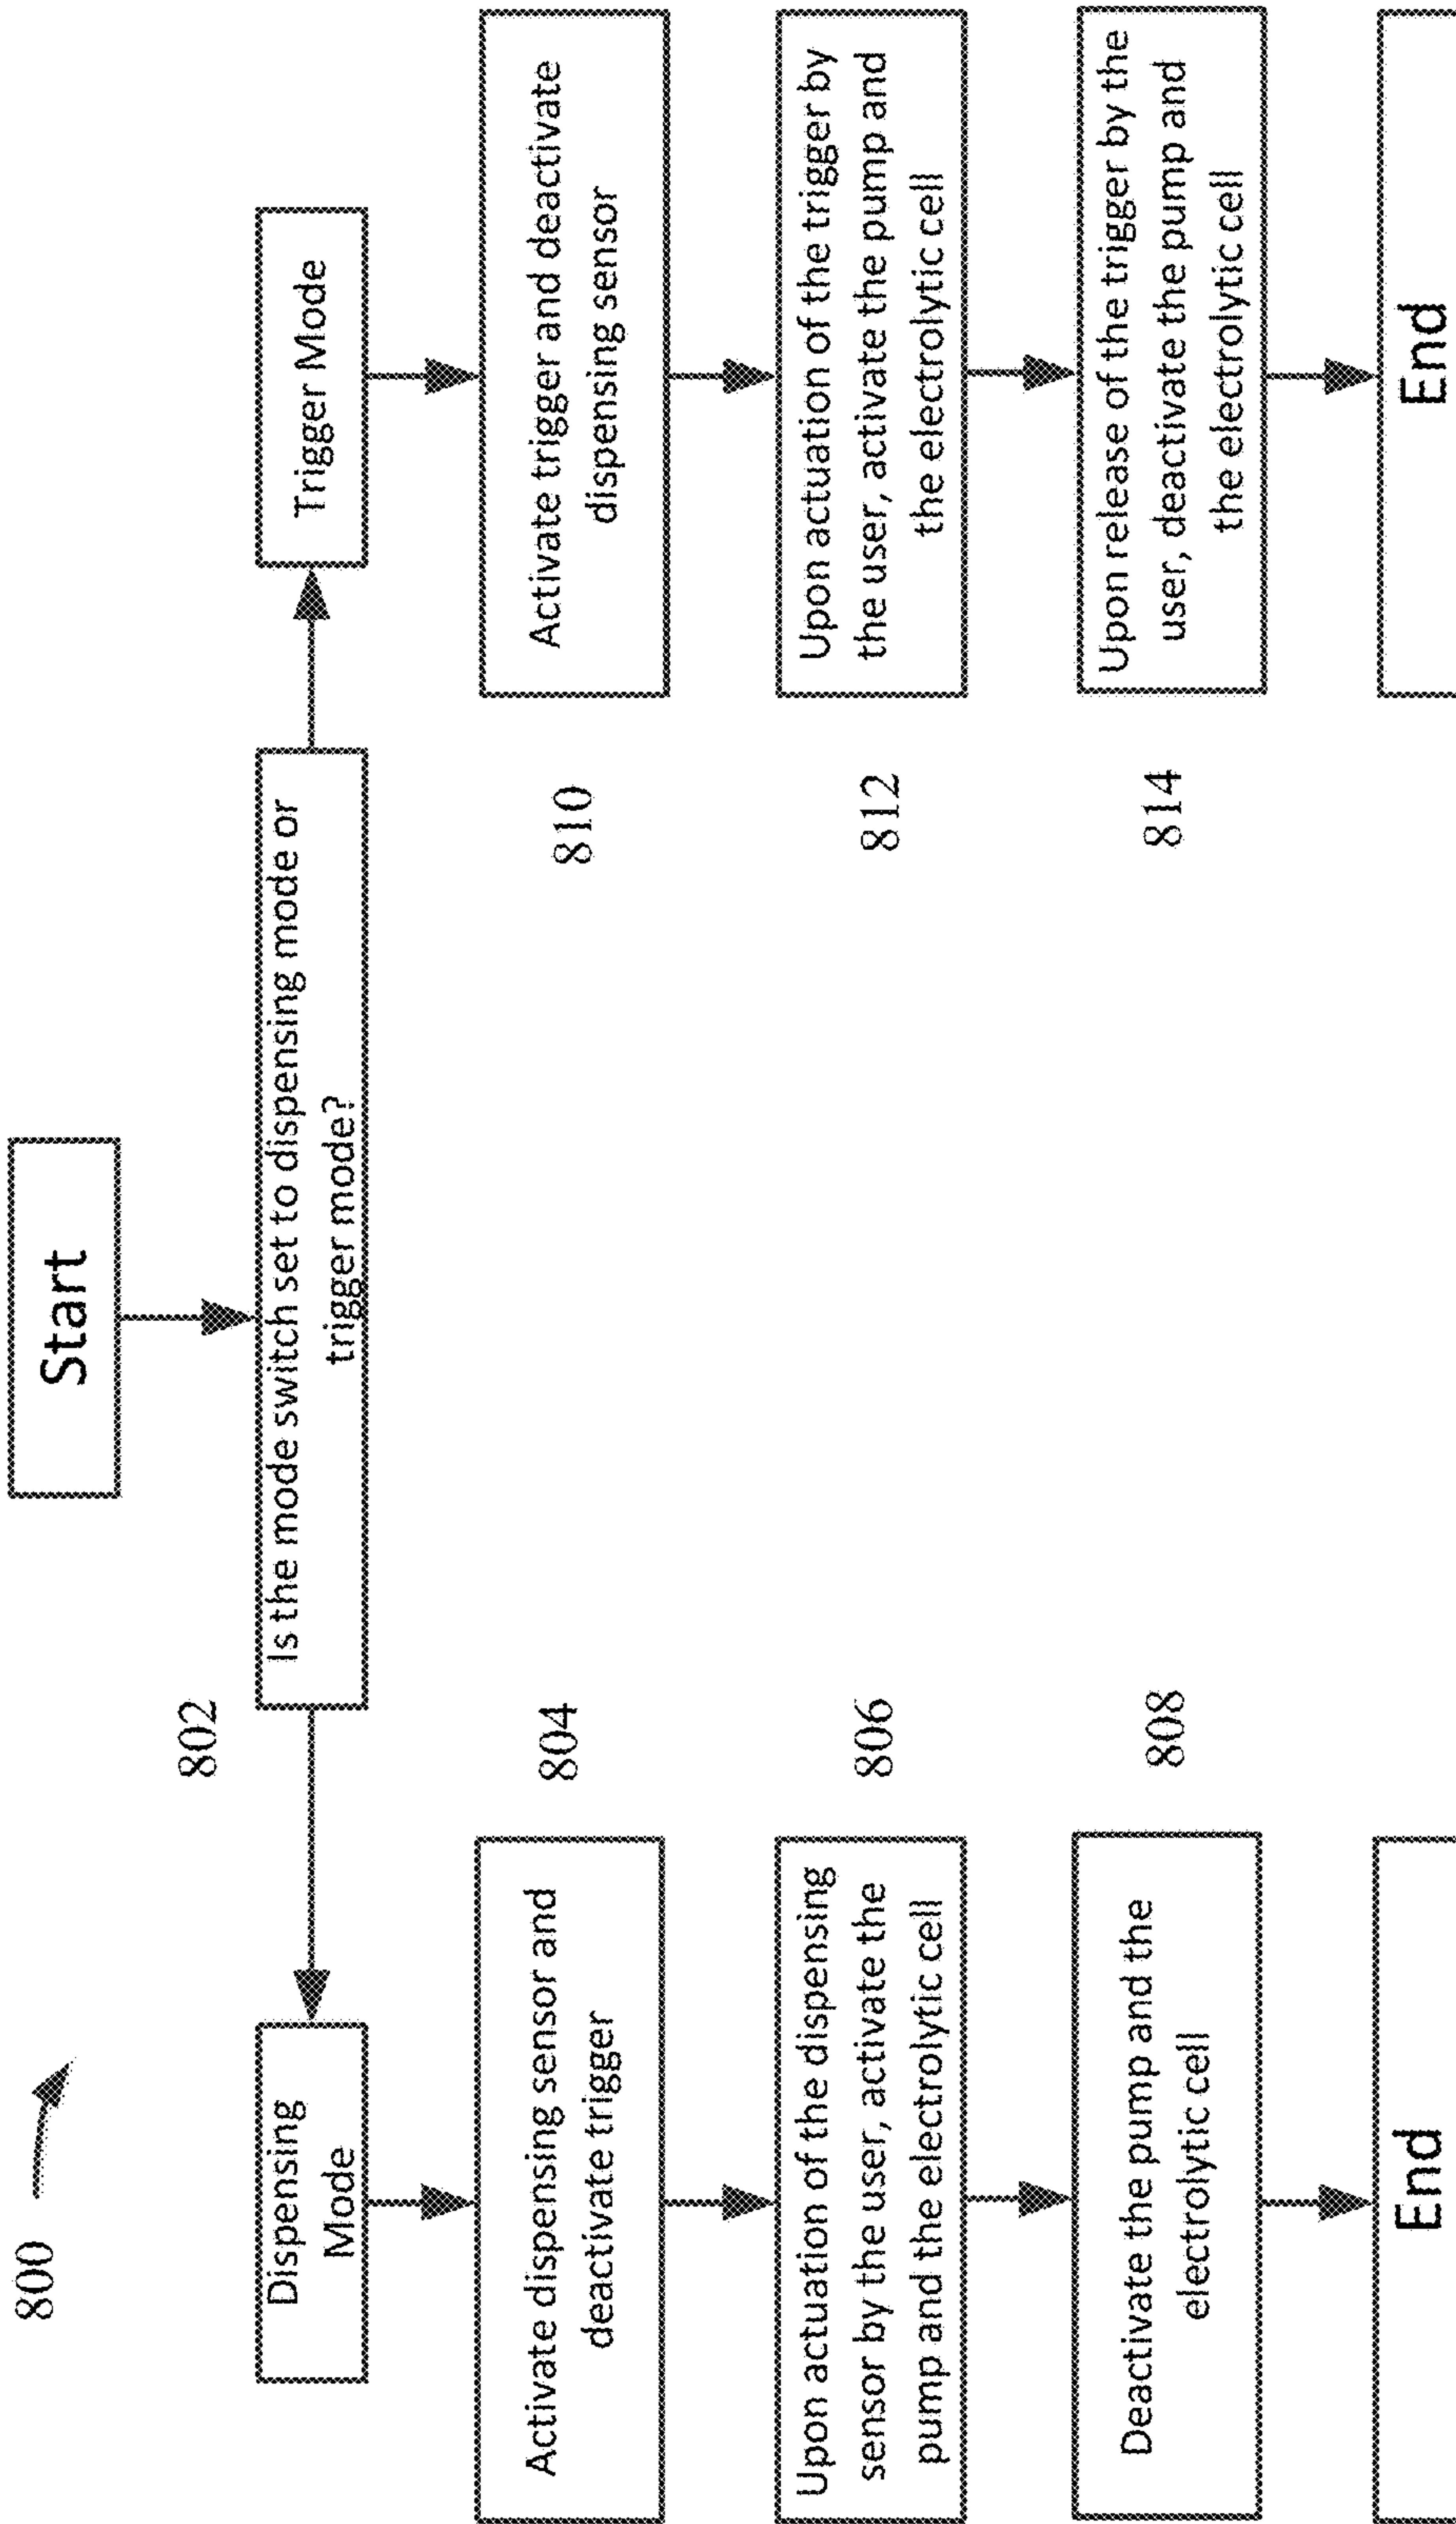 800
Start
802
Is the mode switch set to dispensing mode or
trigger mode?
Dispensing
Mode
Trigger Mode
804
Activate dispensing sensor and
deactivate trigger
810
Activate trigger and deactivate
dispensing sensor
806
Upon actuation of the dispensing
sensor by the user, activate the
pump and the electrolytic cell
812
Upon actuation of the trigger by
the user, activate the pump and
the electrolytic cell
808
Deactivate the pump and the
electrolytic cell
814
Upon release of the trigger by the
user, deactivate the pump and
the electrolytic cell
End
End